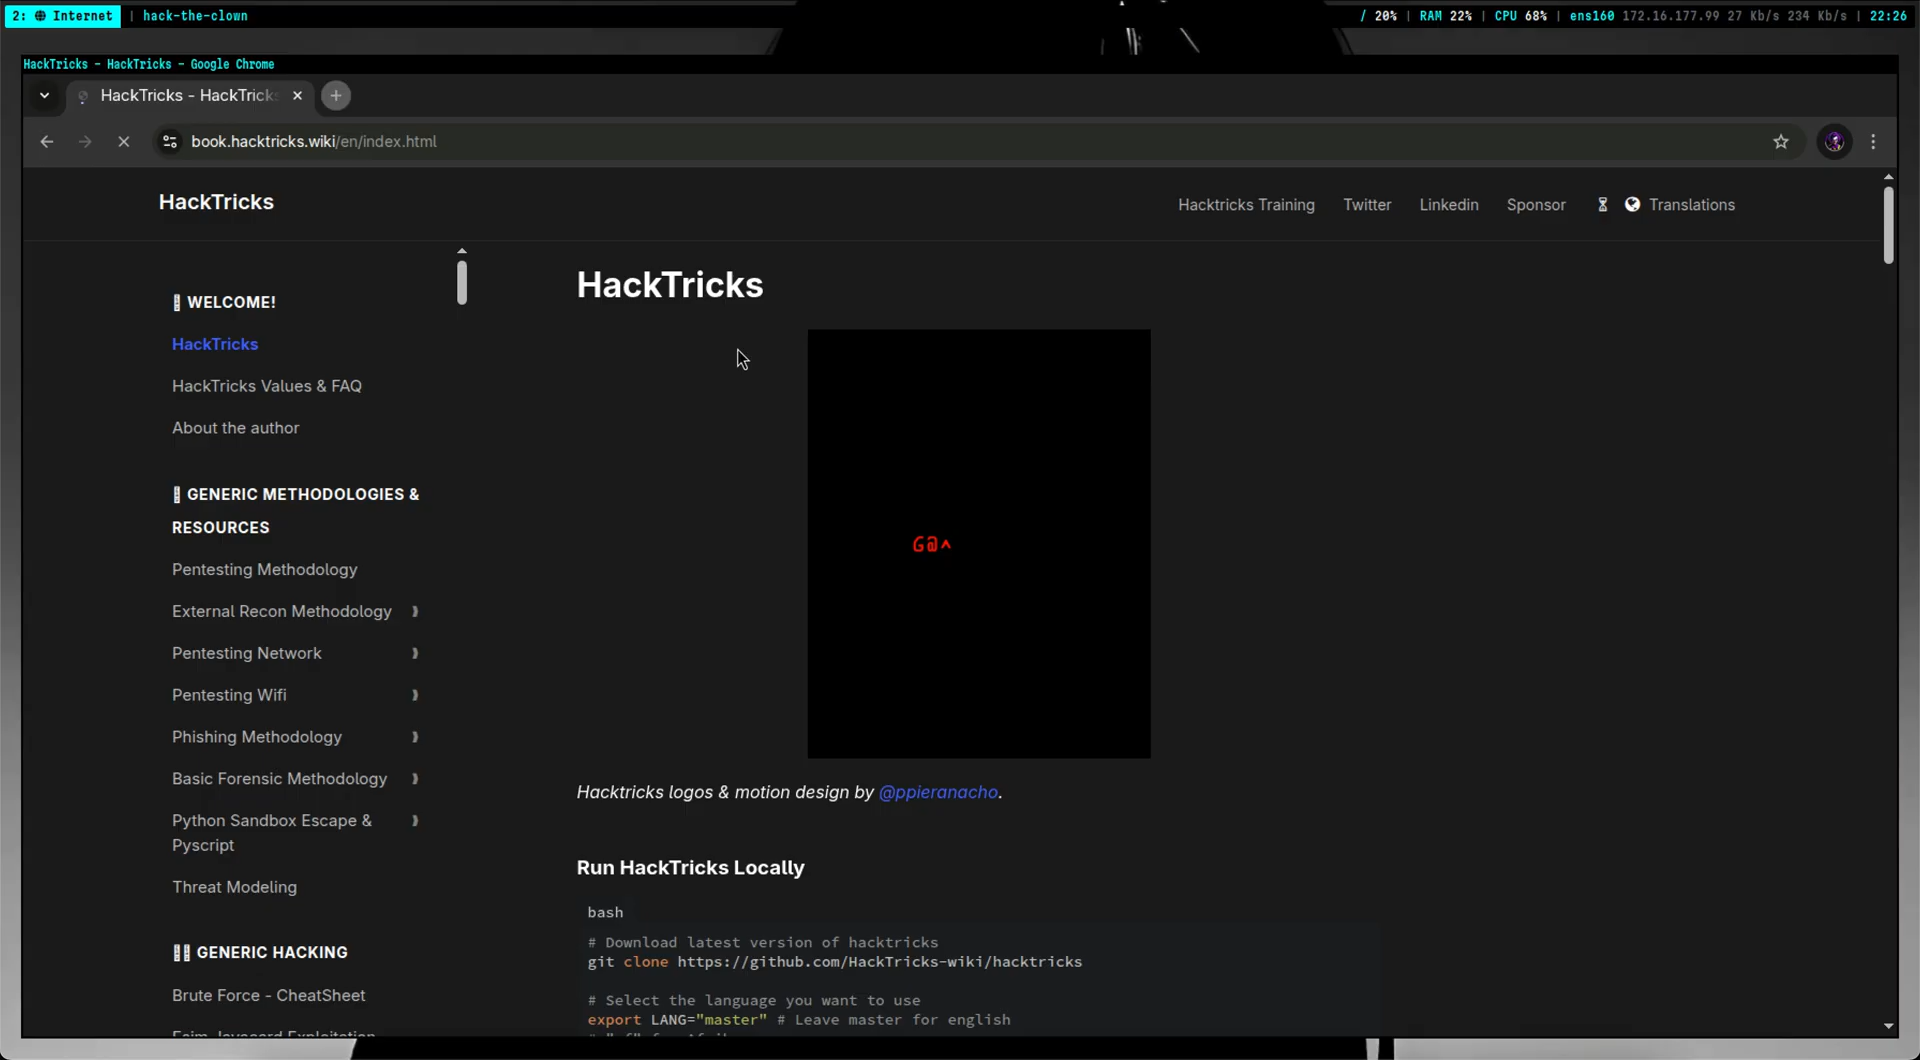 2: Internet | hack-the-clown
/ 20% | RAM 22% | CPU 68% | ens160 172.16.177.99 27 Kb/s 234 Kb/s | 22:26
HackTricks - HackTricks - Google Chrome
HackTricks - HackTrick
book.hacktricks.wiki/en/index.html
HackTricks
Hacktricks Training Twitter Linkedin Sponsor Translations
WELCOME!
HackTricks
HackTricks Values & FAQ
About the author
GENERIC METHODOLOGIES &
RESOURCES
Pentesting Methodology
External Recon Methodology
Pentesting Network
Pentesting Wifi
Phishing Methodology
Basic Forensic Methodology
Python Sandbox Escape &
Pyscript
Threat Modeling
GENERIC HACKING
Brute Force - CheatSheet
HackTricks
G@^
Hacktricks logos & motion design by @ppieranacho.
Run HackTricks Locally
bash
# Download latest version of hacktricks
git clone https://github.com/HackTricks-wiki/hacktricks
# Select the language you want to use
export LANG="master" # Leave master for english